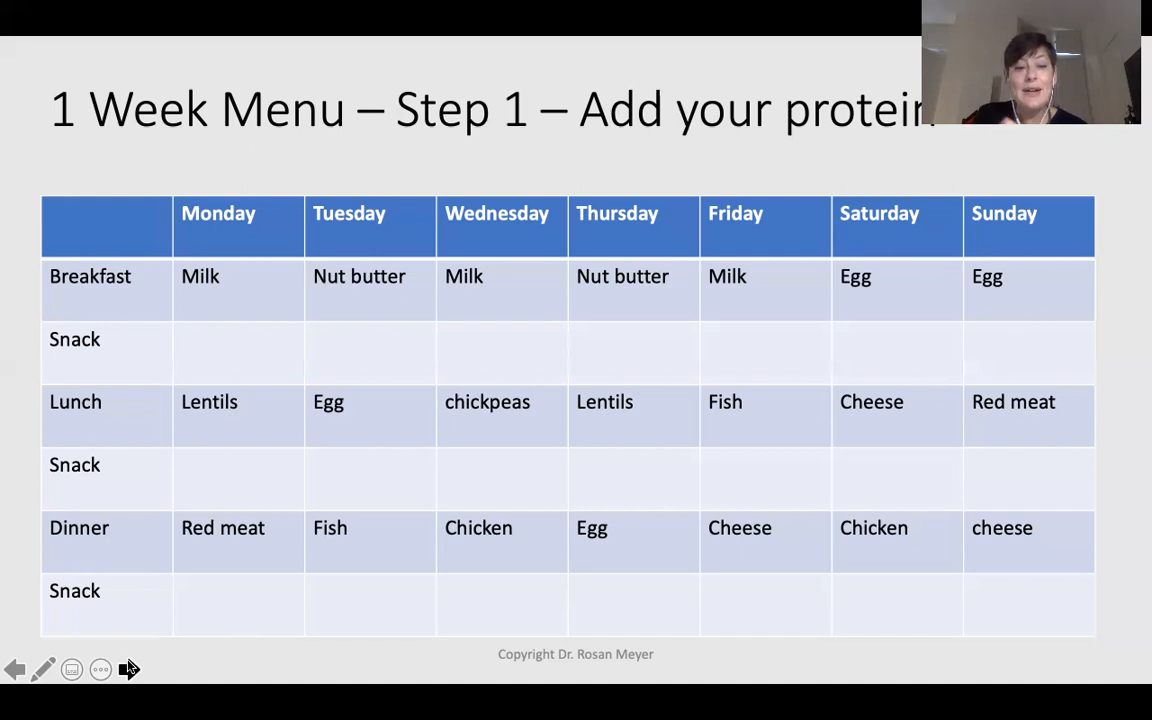 1 Week Menu – Step 1 – Add your protein
Monday Tuesday Wednesday Thursday Friday Saturday Sunday
Breakfast Milk Nut butter Milk Nut butter Milk Egg Egg
Snack
Lunch Lentils Egg chickpeas Lentils Fish Cheese Red meat
Snack
Dinner Red meat Fish Chicken Egg Cheese Chicken cheese
Snack
Copyright Dr. Rosan Meyer